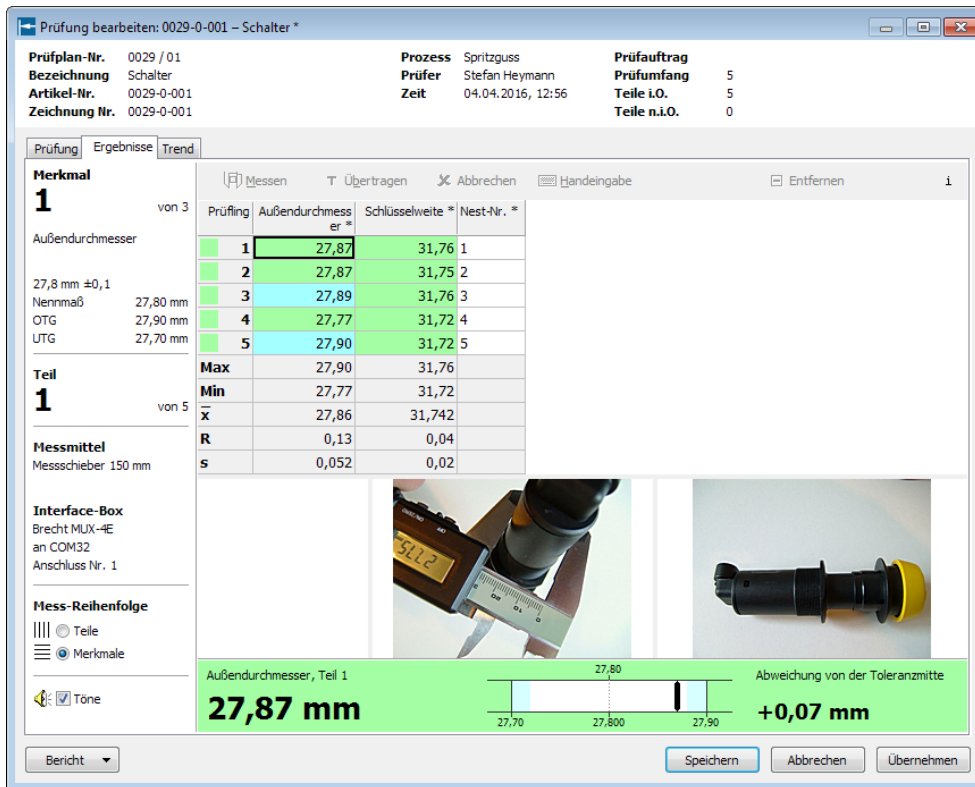 Prüfung bearbeiten: 0029-0-001 – Schalter *
Prüfplan-Nr. 0029 / 01 Prozess Spritzguss Prüfauftrag
Bezeichnung Schalter Prüfer Stefan Heymann Prüfumfang 5
Artikel-Nr. 0029-0-001 Zeit 04.04.2016, 12:56 Teile i.O. 5
Zeichnung Nr. 0029-0-001 Teile n.i.O. 0
Prüfung Ergebnisse Trend
Merkmal
1 von 3
Außendurchmesser
27,8 mm ±0,1
Nennmaß 27,80 mm
OTG 27,90 mm
UTG 27,70 mm
Teil
1 von 5
Messmittel
Messschieber 150 mm
Interface-Box
Brecht MUX-4E
an COM32
Anschluss Nr. 1
Mess-Reihenfolge
Teile
Merkmale
Töne
Messen Übertragen Abbrechen Handeingabe Entfernen i
Prüfling Außendurchmess Schlüsselweite * Nest-Nr. *
er *
1 27,87 31,76 1
2 27,87 31,75 2
3 27,89 31,76 3
4 27,77 31,72 4
5 27,90 31,72 5
Max 27,90 31,76
Min 27,77 31,72
x̅ 27,86 31,742
R 0,13 0,04
s 0,052 0,02
Außendurchmesser, Teil 1
27,87 mm
27,80
27,70 27,800 27,90
Abweichung von der Toleranzmitte
+0,07 mm
Bericht Speichern Abbrechen Übernehmen